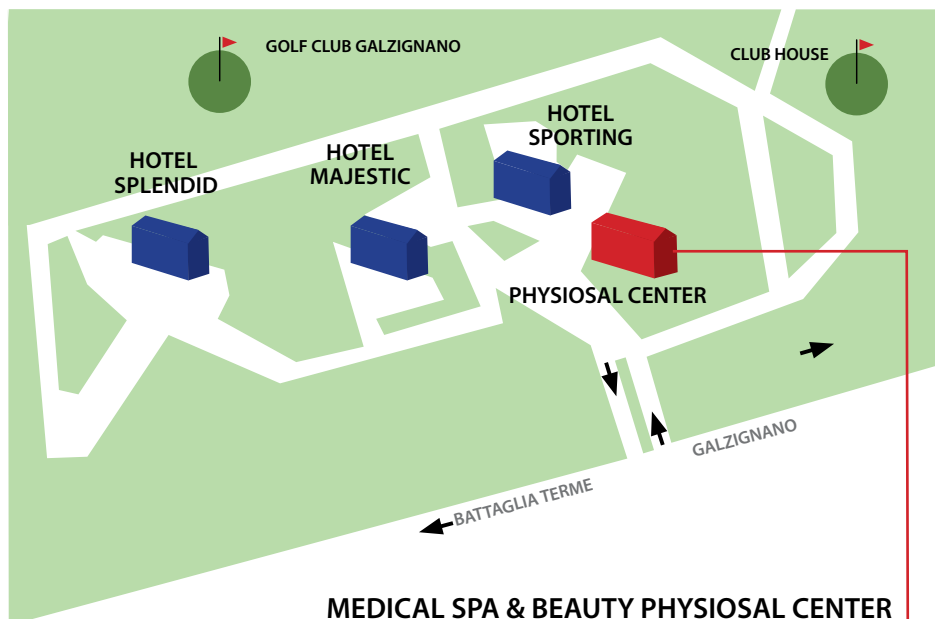 GOLF CLUB GALZIGNANO
CLUB HOUSE
HOTEL
SPORTING
HOTEL
MAJESTIC
HOTEL
SPLENDID
PHYSIOSAL CENTER
GALZIGNANO
BATTAGLIA TERME
MEDICAL SPA & BEAUTY PHYSIOSAL CENTER